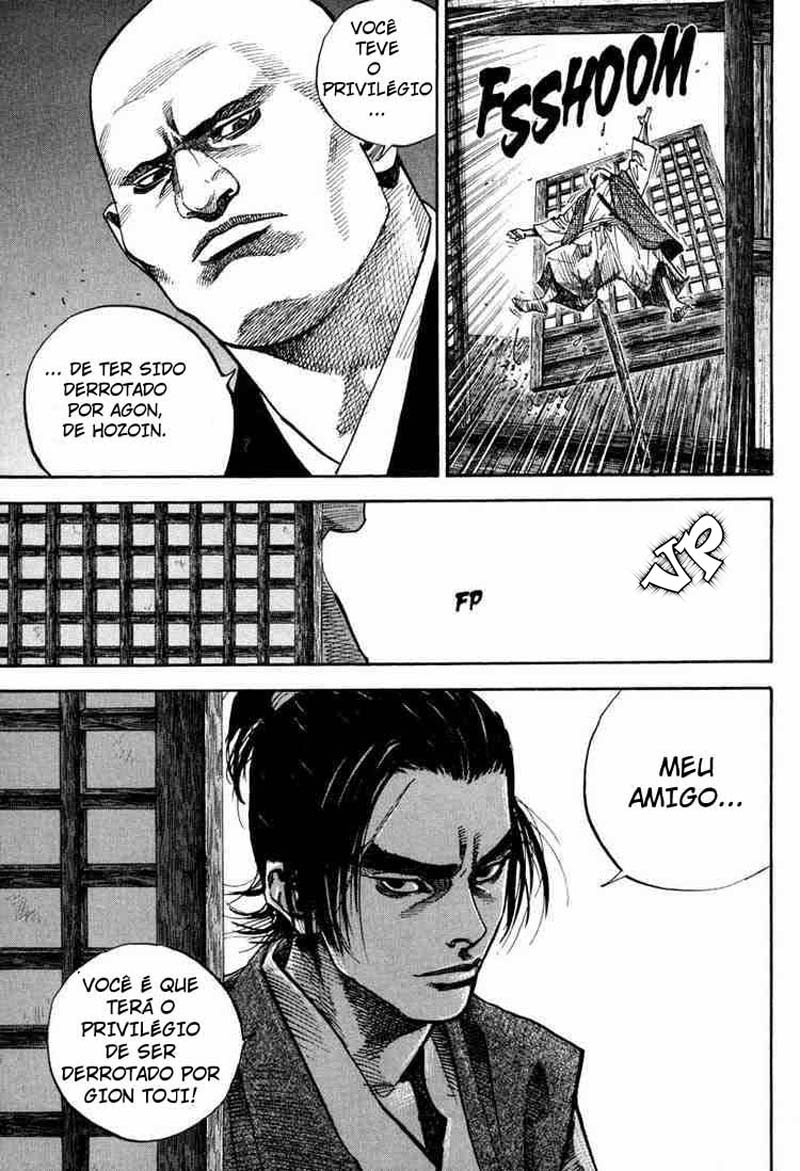 FSSHOOM
VOCÊ
TEVE
O
PRIVILÉGIO
...
... DE TER SIDO
DERROTADO
POR AGON,
DE HOZOIN.
VP
FP
MEU
AMIGO...
VOCÊ É QUE
TERÁ O
PRIVILÉGIO
DE SER
DERROTADO POR
GION TOJI!